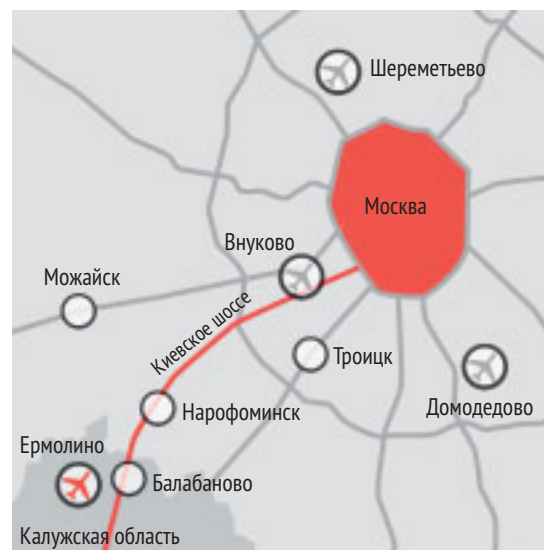 Шереметьево
Москва
Внуково
Можайск
Киевское шоссе
Троицк
Домодедово
Нарофоминск
Ермолино
Балабаново
Калужская область